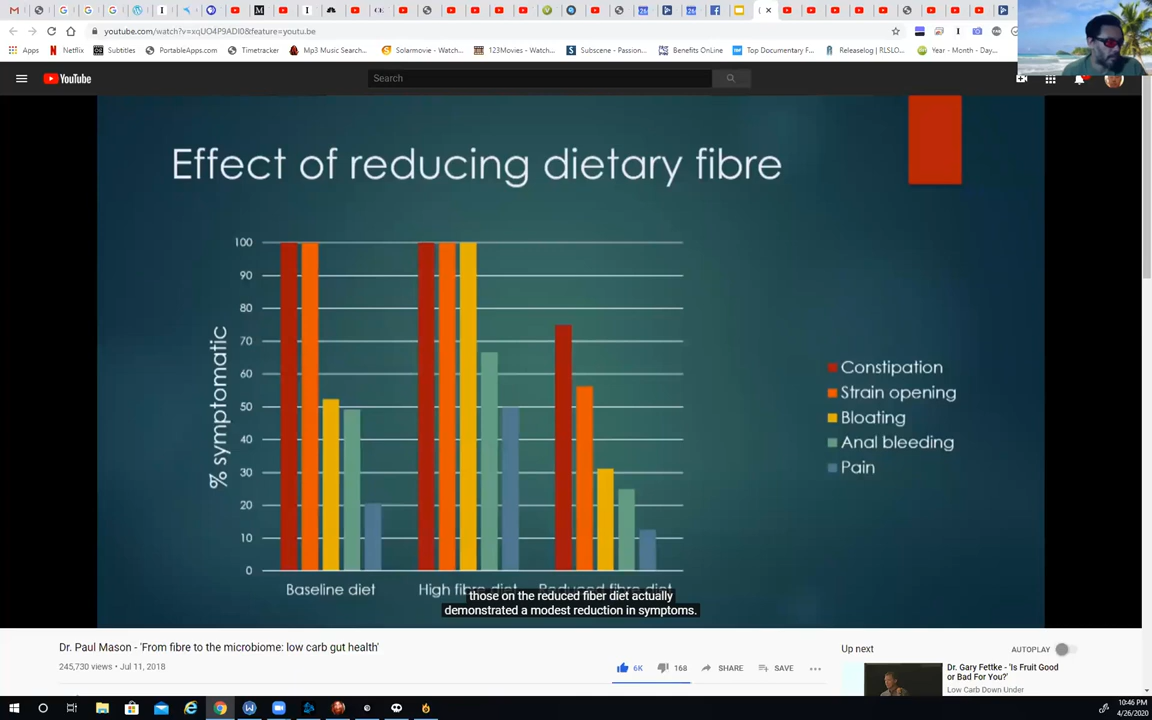 youtube.com/watch?v=xqUO4P9ADI0&feature=youtu.be
Apps Netflix Subtitles PortableApps.com Timetracker Mp3 Music Search... Solarmovie - Watch... 123Movies - Watch... Subscene - Passion... Benefits OnLine Top Documentary F... Releaselog | RLSLO... Year - Month - Day...
YouTube
Search
Effect of reducing dietary fibre
% symptomatic
100
90
80
70
60
50
40
30
20
10
0
Constipation
Strain opening
Bloating
Anal bleeding
Pain
Baseline diet High fibre diet Reduced fibre diet
those on the reduced fiber diet actually
demonstrated a modest reduction in symptoms.
Dr. Paul Mason - 'From fibre to the microbiome: low carb gut health'
245,730 views • Jul 11, 2018
6K 168 SHARE SAVE
Up next AUTOPLAY
Dr. Gary Fettke - 'Is Fruit Good
or Bad For You?'
Low Carb Down Under
10:46 PM
4/26/2020